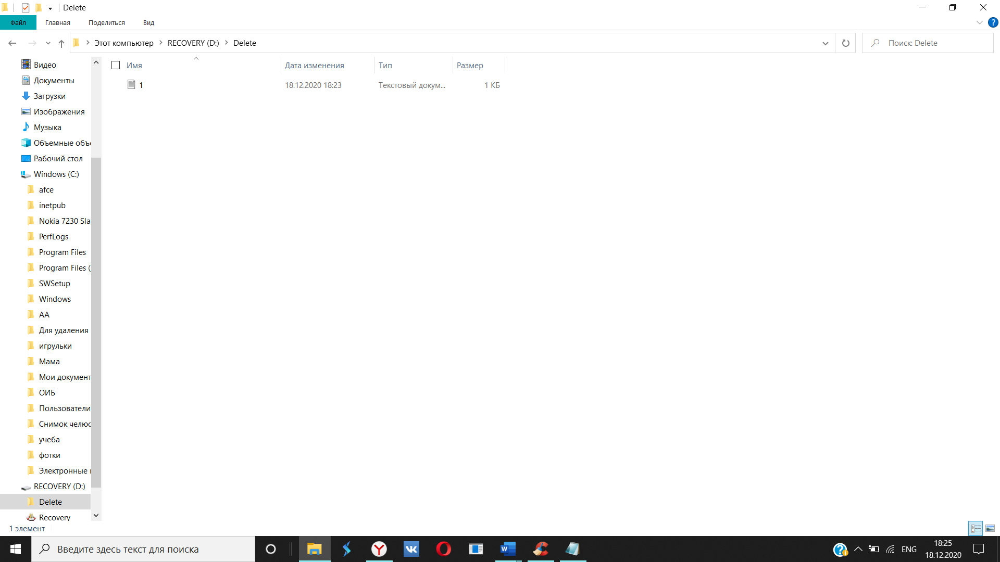 Delete
Файл Главная Поделиться Вид
Этот компьютер RECOVERY (D:) Delete Поиск: Delete
Имя Дата изменения Тип Размер
1 18.12.2020 18:23 Текстовый докум... 1 КБ
Видео
Документы
Загрузки
Изображения
Музыка
Объемные объе
Рабочий стол
Windows (C:)
afce
inetpub
Nokia 7230 Sla
PerfLogs
Program Files
Program Files (
SWSetup
Windows
АА
Для удаления
игрульки
Мама
Мои документ
ОИБ
Пользователи
Снимок челюс
учеба
фотки
Электронные
RECOVERY (D:)
Delete
Recovery
1 элемент
Введите здесь текст для поиска
ENG
18:25
18.12.2020